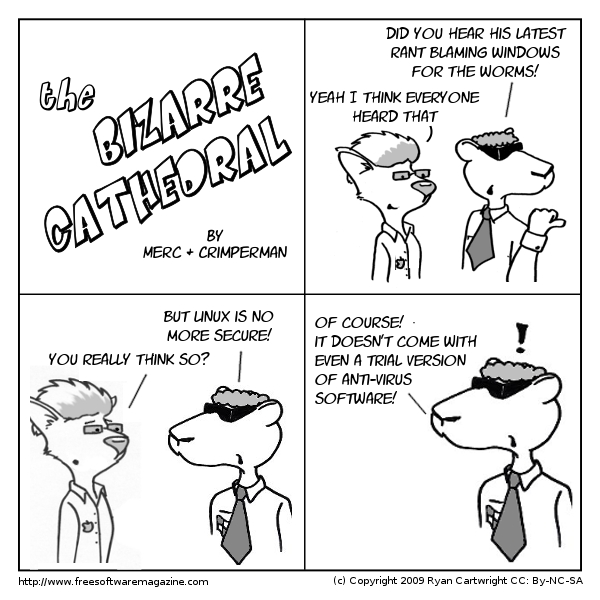 the
BIZARRE
CATHEDRAL
BY
MERC + CRIMPERMAN
DID YOU HEAR HIS LATEST
RANT BLAMING WINDOWS
FOR THE WORMS!
YEAH I THINK EVERYONE
HEARD THAT
BUT LINUX IS NO
MORE SECURE!
YOU REALLY THINK SO?
OF COURSE!
IT DOESN'T COME WITH
EVEN A TRIAL VERSION
OF ANTI-VIRUS
SOFTWARE!
!
http://www.freesoftwaremagazine.com
(c) Copyright 2009 Ryan Cartwright CC: By-NC-SA